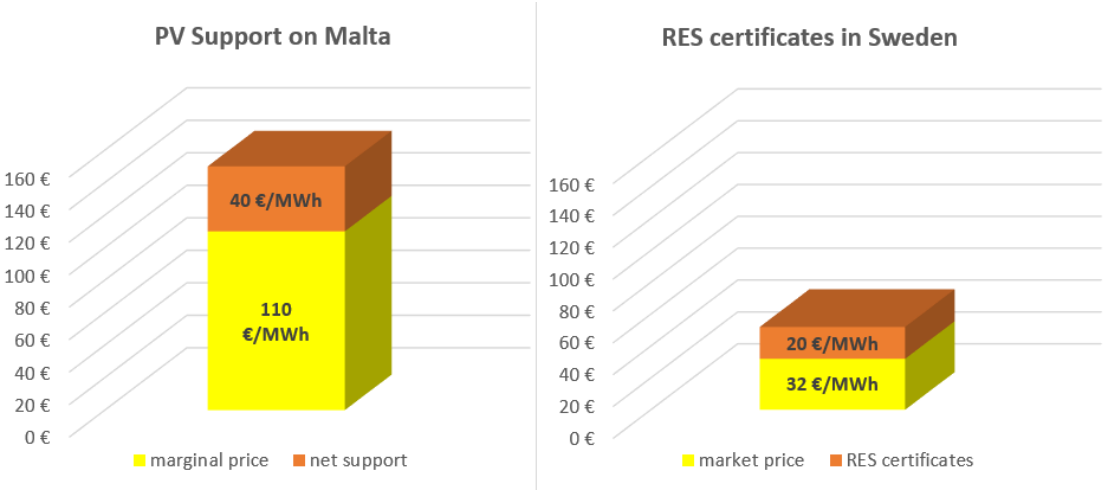 PV Support on Malta
160 €
140 €
120 €
100 €
80 €
60 €
40 €
20 €
0 €
40 €/MWh
110
€/MWh
marginal price
net support
RES certificates in Sweden
160 €
140 €
120 €
100 €
80 €
60 €
40 €
20 €
0 €
20 €/MWh
32 €/MWh
market price
RES certificates